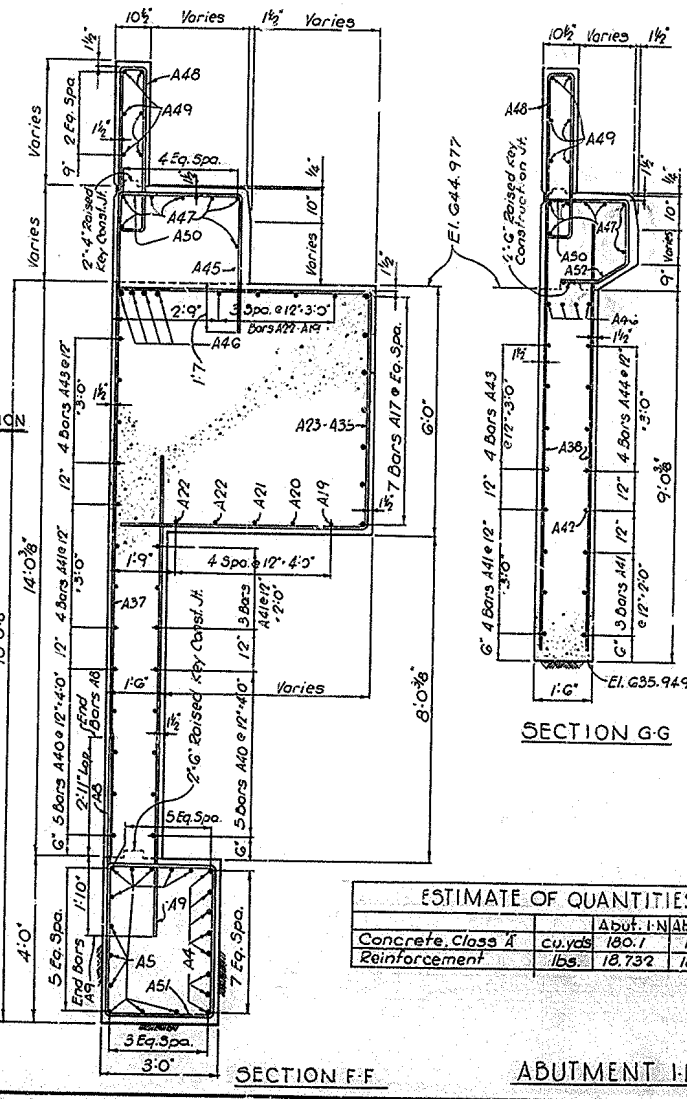 10½"
Varies
1½"
Varies
1½"
A48
A49
2 Eq. Spa
1½"
9"
Varies
4 Eq. Spa.
1½"
¼"
10"
2"×4" Raised
Key Const. Jt.
A47
A50
A45
Varies
Varies
1½"
El. 644.977
2'-9"
3 Spa. @ 12"=3'-0"
Bars A22-A19
A46
1'-7"
4 Bars A43 @ 12"
=3'-0"
1½"
A23-A35
7 Bars A17 @ Eq. Spa.
6'-0"
12"
A22
A22
A21
A20
A19
1½"
4 Bars A41 @ 12"
=3'-0"
1'-9"
4 Spa. @ 12"=4'-0"
14'-0⅜"
A37
3 Bars
A41 @ 12"
=2'-0"
12"
12"
1'-6"
Varies
8'-0⅜"
5 Bars A40 @ 12"=4'-0"
2'-11" Lap
End
Bars A8
1½"
2"×6" Raised Key Const. Jt.
5 Bars A40 @ 12"=4'-0"
A8
6"
5 Eq. Spa.
6"
4'-0"
1'-10"
A9
5 Eq. Spa.
End Bars
A9
A5
A4
A51
7 Eq. Spa.
3 Eq. Spa.
3'-0"
SECTION F-F
10½"
Varies
1½"
A48
A49
1½"
¼"
2"×6" Raised Key
Construction Jt.
10"
A47
A50
A52
Varies
9"
A46
1½"
1½"
4 Bars A43
@ 12"=3'-0"
4 Bars A44 @ 12"
=3'-0"
A38
9'-0⅜"
12"
12"
A42
4 Bars A41 @ 12"
=3'-0"
12"
3 Bars A41
@ 12"=2'-0"
6"
6"
1'-6"
El. 635.949
SECTION G-G
ESTIMATE OF QUANTITIES
Abut. 1-N
Concrete, Class A cu.yds 180.1
Reinforcement lbs. 18,732
ABUTMENT